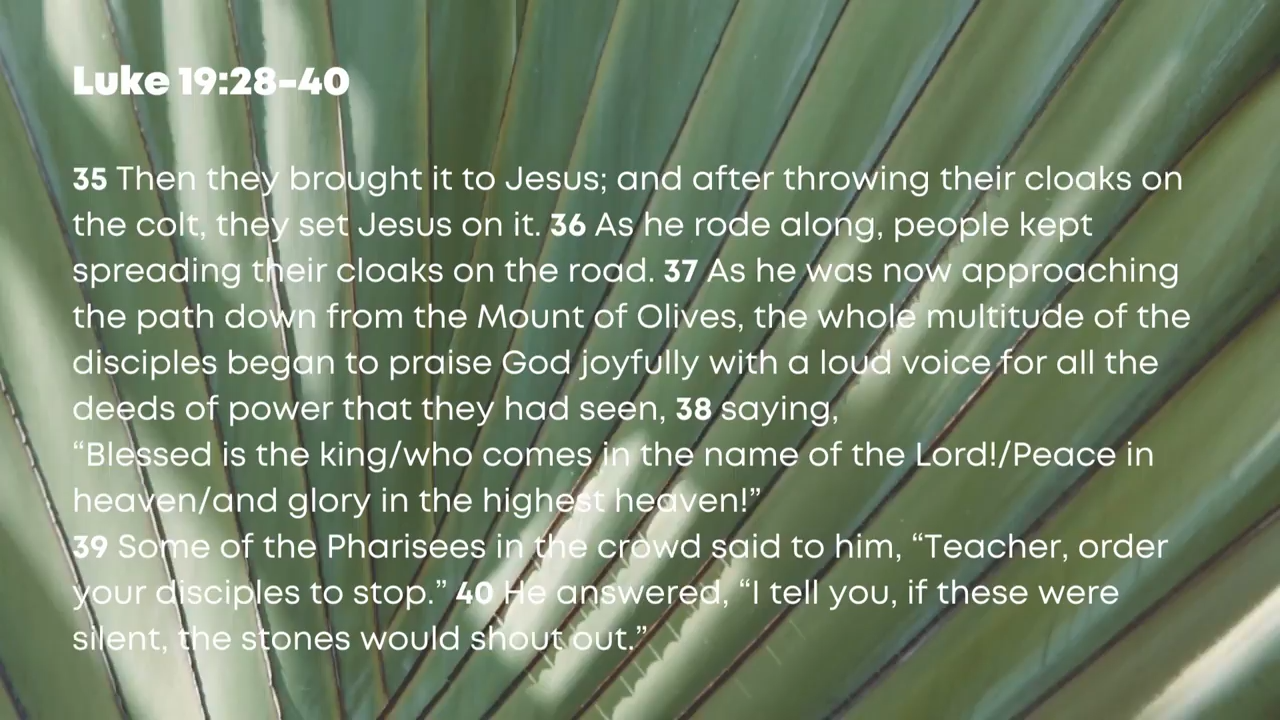 Luke 19:28-40
35 Then they brought it to Jesus; and after throwing their cloaks on
the colt, they set Jesus on it. 36 As he rode along, people kept
spreading their cloaks on the road. 37 As he was now approaching
the path down from the Mount of Olives, the whole multitude of the
disciples began to praise God joyfully with a loud voice for all the
deeds of power that they had seen, 38 saying,
“Blessed is the king/who comes in the name of the Lord!/Peace in
heaven/and glory in the highest heaven!”
39 Some of the Pharisees in the crowd said to him, “Teacher, order
your disciples to stop.” 40 He answered, “I tell you, if these were
silent, the stones would shout out.”